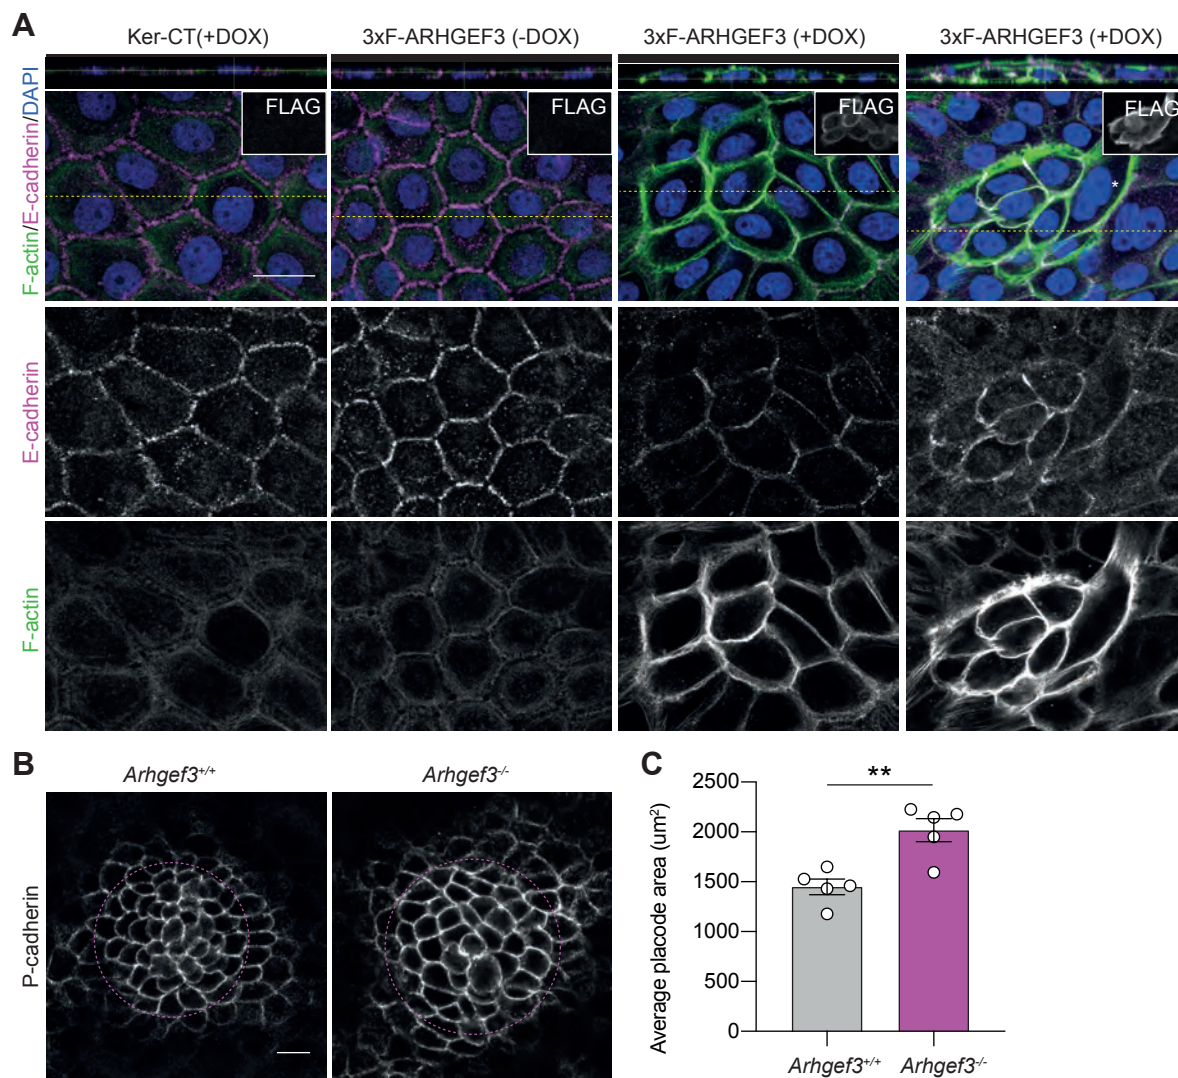 A
Ker-CT(+DOX)
3xF-ARHGEF3 (-DOX)
3xF-ARHGEF3 (+DOX)
3xF-ARHGEF3 (+DOX)
F-actin/E-cadherin/DAPI
FLAG
FLAG
FLAG
FLAG
*
E-cadherin
F-actin
B
Arhgef3+/+
Arhgef3-/-
P-cadherin
C
**
Average placode area (um2)
2500
2000
1500
1000
500
0
Arhgef3+/+
Arhgef3-/-